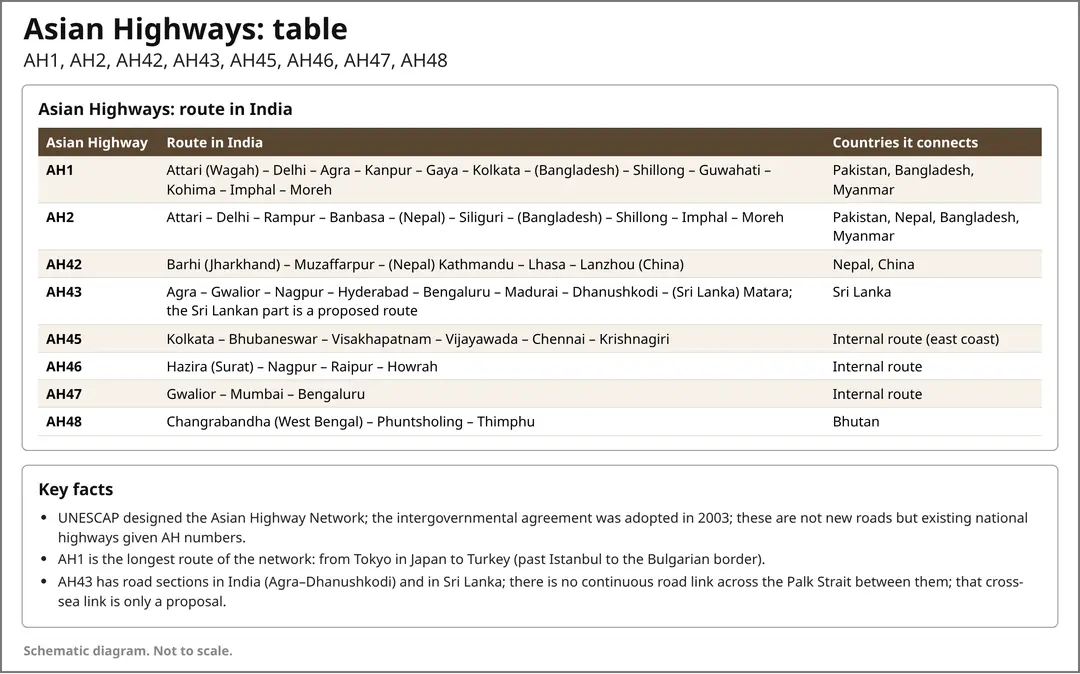 Asian Highways: table
AH1, AH2, AH42, AH43, AH45, AH46, AH47, AH48
Asian Highways: route in India
Asian Highway Route in India Countries it connects
AH1 Attari (Wagah) – Delhi – Agra – Kanpur – Gaya – Kolkata – (Bangladesh) – Shillong – Guwahati – Pakistan, Bangladesh,
Kohima – Imphal – Moreh Myanmar
AH2 Attari – Delhi – Rampur – Banbasa – (Nepal) – Siliguri – (Bangladesh) – Shillong – Imphal – Moreh Pakistan, Nepal, Bangladesh,
Myanmar
AH42 Barhi (Jharkhand) – Muzaffarpur – (Nepal) Kathmandu – Lhasa – Lanzhou (China) Nepal, China
AH43 Agra – Gwalior – Nagpur – Hyderabad – Bengaluru – Madurai – Dhanushkodi – (Sri Lanka) Matara; Sri Lanka
the Sri Lankan part is a proposed route
AH45 Kolkata – Bhubaneswar – Visakhapatnam – Vijayawada – Chennai – Krishnagiri Internal route (east coast)
AH46 Hazira (Surat) – Nagpur – Raipur – Howrah Internal route
AH47 Gwalior – Mumbai – Bengaluru Internal route
AH48 Changrabandha (West Bengal) – Phuntsholing – Thimphu Bhutan
Key facts
• UNESCAP designed the Asian Highway Network; the intergovernmental agreement was adopted in 2003; these are not new roads but existing national
highways given AH numbers.
• AH1 is the longest route of the network: from Tokyo in Japan to Turkey (past Istanbul to the Bulgarian border).
• AH43 has road sections in India (Agra–Dhanushkodi) and in Sri Lanka; there is no continuous road link across the Palk Strait between them; that cross-
sea link is only a proposal.
Schematic diagram. Not to scale.